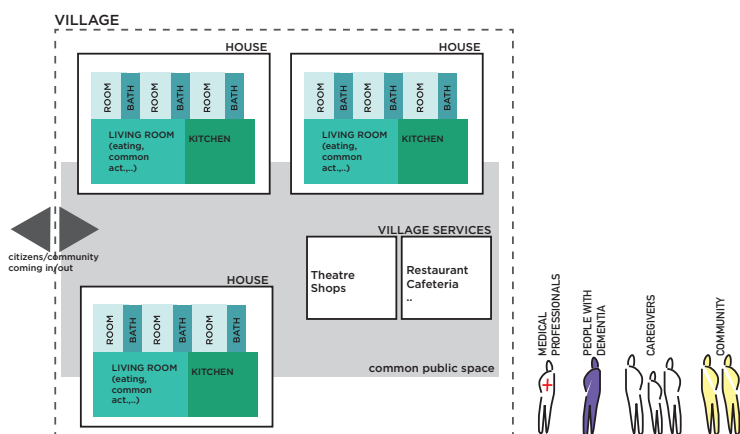 VILLAGE
HOUSE
ROOM
BATH
ROOM
BATH
ROOM
BATH
LIVING ROOM
(eating,
common
act.,..)
KITCHEN
HOUSE
ROOM
BATH
ROOM
BATH
ROOM
BATH
LIVING ROOM
(eating,
common
act.,..)
KITCHEN
citizens/community
coming in/out
VILLAGE SERVICES
Theatre
Shops
Restaurant
Cafeteria
..
HOUSE
ROOM
BATH
ROOM
BATH
ROOM
BATH
LIVING ROOM
(eating,
common
act.,..)
KITCHEN
common public space
MEDICAL
PROFESSIONALS
PEOPLE WITH
DEMENTIA
CAREGIVERS
COMMUNITY